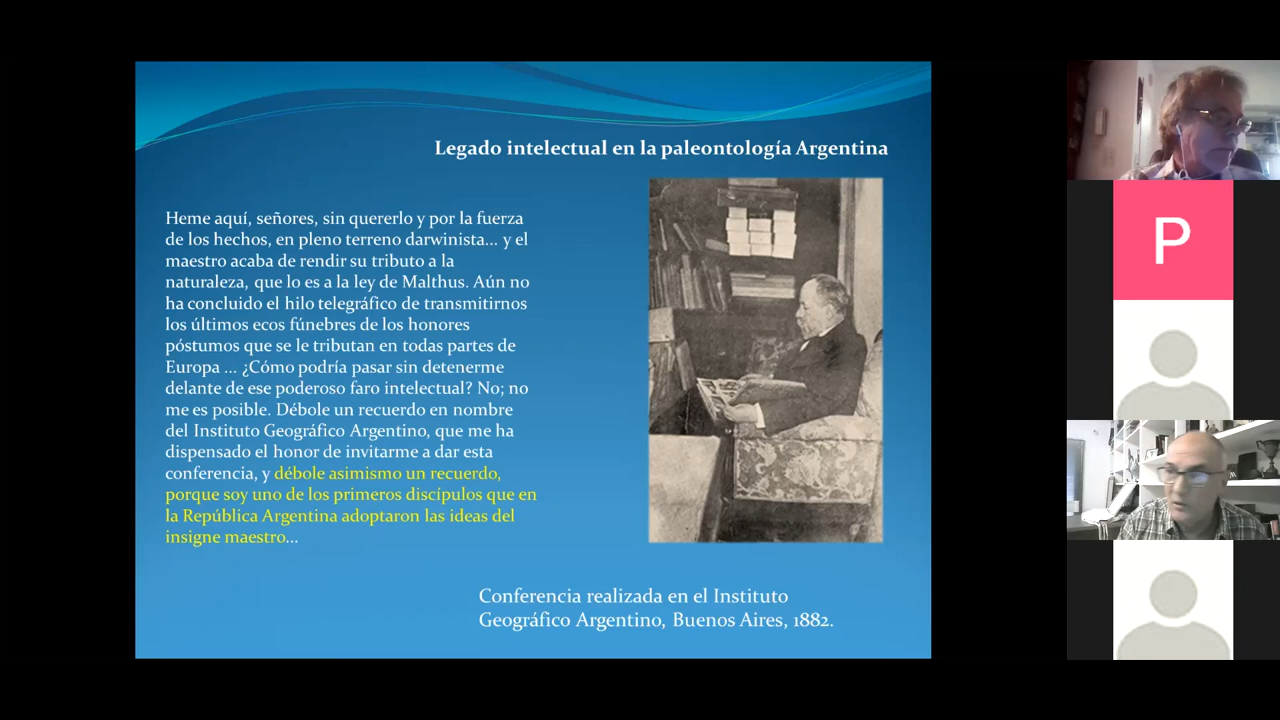 Legado intelectual en la paleontología Argentina
Heme aquí, señores, sin quererlo y por la fuerza
de los hechos, en pleno terreno darwinista... y el
maestro acaba de rendir su tributo a la
naturaleza, que lo es a la ley de Malthus. Aún no
ha concluido el hilo telegráfico de transmitirnos
los últimos ecos fúnebres de los honores
póstumos que se le tributan en todas partes de
Europa ... ¿Cómo podría pasar sin detenerme
delante de ese poderoso faro intelectual? No; no
me es posible. Débole un recuerdo en nombre
del Instituto Geográfico Argentino, que me ha
dispensado el honor de invitarme a dar esta
conferencia, y débole asimismo un recuerdo,
porque soy uno de los primeros discípulos que en
la República Argentina adoptaron las ideas del
insigne maestro...
Conferencia realizada en el Instituto
Geográfico Argentino, Buenos Aires, 1882.
P